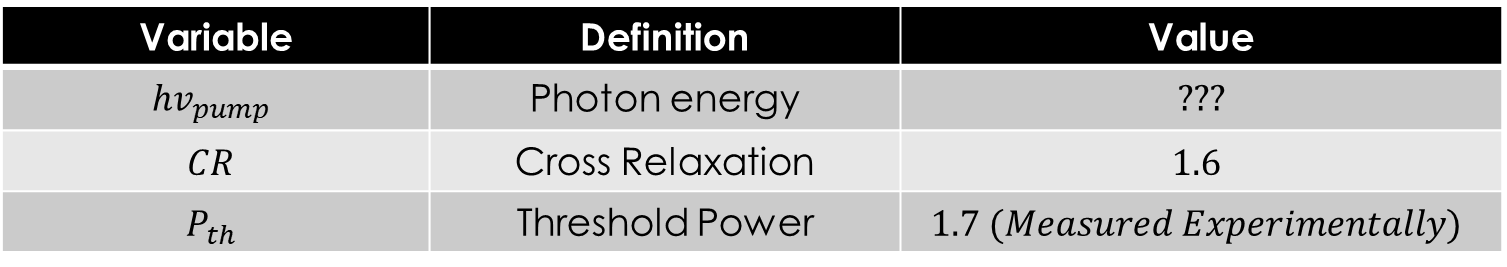 Variable Definition Value
hv_pump Photon energy ???
CR Cross Relaxation 1.6
P_th Threshold Power 1.7 (Measured Experimentally)